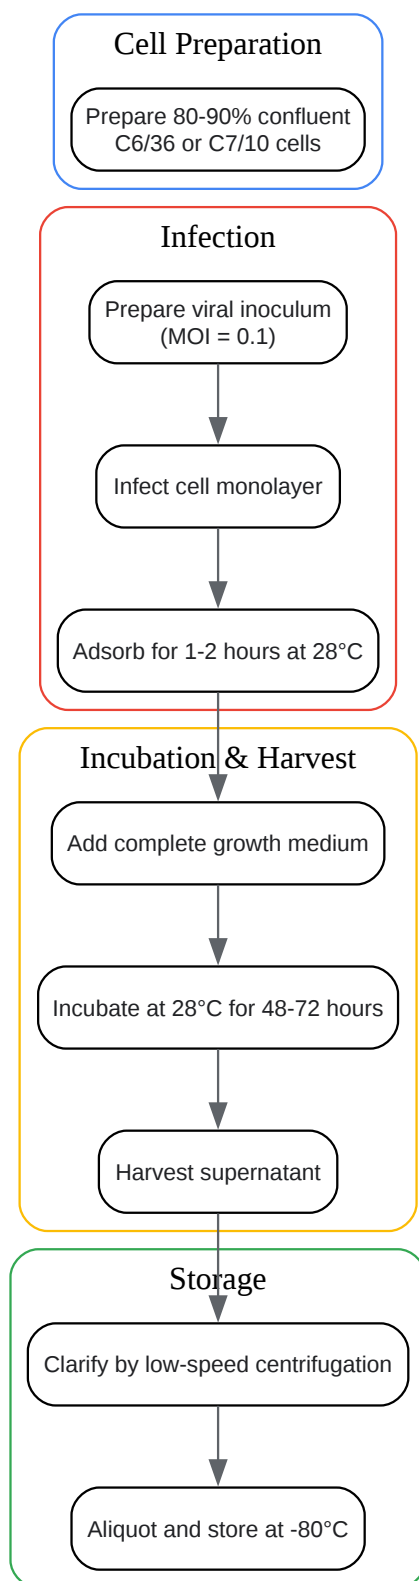 Cell Preparation
Prepare 80-90% confluent
C6/36 or C7/10 cells
Infection
Prepare viral inoculum
(MOI = 0.1)
Infect cell monolayer
Adsorb for 1-2 hours at 28°C
Incubation & Harvest
Add complete growth medium
Incubate at 28°C for 48-72 hours
Harvest supernatant
Storage
Clarify by low-speed centrifugation
Aliquot and store at -80°C